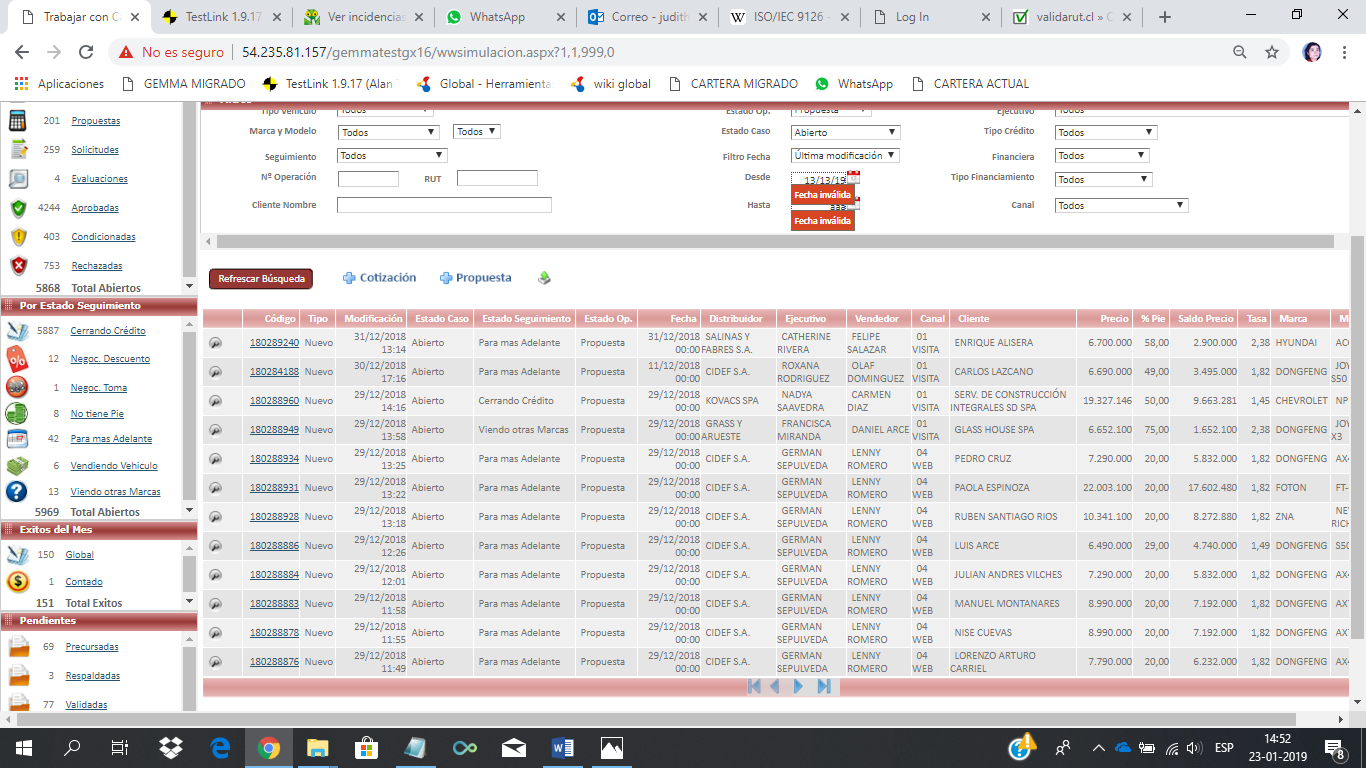 Trabajar con C
TestLink 1.9.17
Ver incidencias
WhatsApp
Correo - judith
ISO/IEC 9126 -
Log In
validarut.cl » C
No es seguro | 54.235.81.157/gemmatestgx16/wwsimulacion.aspx?1,1,999,0
Aplicaciones
GEMMA MIGRADO
TestLink 1.9.17 (Alan
Global - Herramienta
wiki global
CARTERA MIGRADO
WhatsApp
CARTERA ACTUAL
201 Propuestas
259 Solicitudes
4 Evaluaciones
4244 Aprobadas
403 Condicionadas
753 Rechazadas
5868 Total Abiertos
Por Estado Seguimiento
5887 Cerrando Crédito
12 Negoc. Descuento
1 Negoc. Toma
8 No tiene Pie
42 Para mas Adelante
6 Vendiendo Vehiculo
13 Viendo otras Marcas
5969 Total Abiertos
Exitos del Mes
150 Global
1 Contado
151 Total Exitos
Pendientes
69 Precursadas
3 Respaldadas
77 Validadas
Tipo Vehículo Todos Estado Op. Propuesta Ejecutivo Todos
Marca y Modelo Todos Todos Estado Caso Abierto Tipo Crédito Todos
Seguimiento Todos Filtro Fecha Última modificación Financiera Todos
Nº Operación RUT Desde 13/13/19 Tipo Financiamiento Todos
Fecha inválida
Cliente Nombre Hasta aaa Canal Todos
Fecha inválida
Refrescar Búsqueda Cotización Propuesta
Código Tipo Modificación Estado Caso Estado Seguimiento Estado Op. Fecha Distribuidor Ejecutivo Vendedor Canal Cliente Precio % Pie Saldo Precio Tasa Marca M
180289240 Nuevo 31/12/2018 13:14 Abierto Para mas Adelante Propuesta 31/12/2018 00:00 SALINAS Y FABRES S.A. CATHERINE RIVERA FELIPE SALAZAR 01 VISITA ENRIQUE ALISERA 6.700.000 58,00 2.900.000 2,38 HYUNDAI AC
180284188 Nuevo 30/12/2018 17:16 Abierto Para mas Adelante Propuesta 11/12/2018 00:00 CIDEF S.A. ROXANA RODRIGUEZ OLAF DOMINGUEZ 01 VISITA CARLOS LAZCANO 6.690.000 49,00 3.495.000 1,82 DONGFENG JOY S50
180288960 Nuevo 29/12/2018 14:16 Abierto Cerrando Crédito Propuesta 29/12/2018 00:00 KOVACS SPA NADYA SAAVEDRA CARMEN DIAZ 01 VISITA SERV. DE CONSTRUCCIÓN INTEGRALES SD SPA 19.327.146 50,00 9.663.281 1,45 CHEVROLET NP
180288949 Nuevo 29/12/2018 13:58 Abierto Viendo otras Marcas Propuesta 29/12/2018 00:00 GRASS Y ARUESTE FRANCISCA MIRANDA DANIEL ARCE 01 VISITA GLASS HOUSE SPA 6.652.100 75,00 1.652.100 2,38 DONGFENG JOY X3
180288934 Nuevo 29/12/2018 13:25 Abierto Para mas Adelante Propuesta 29/12/2018 00:00 CIDEF S.A. GERMAN SEPULVEDA LENNY ROMERO 04 WEB PEDRO CRUZ 7.290.000 20,00 5.832.000 1,82 DONGFENG AX
180288931 Nuevo 29/12/2018 13:22 Abierto Para mas Adelante Propuesta 29/12/2018 00:00 CIDEF S.A. GERMAN SEPULVEDA LENNY ROMERO 04 WEB PAOLA ESPINOZA 22.003.100 20,00 17.602.480 1,82 FOTON FT-
180288928 Nuevo 29/12/2018 13:18 Abierto Para mas Adelante Propuesta 29/12/2018 00:00 CIDEF S.A. GERMAN SEPULVEDA LENNY ROMERO 04 WEB RUBEN SANTIAGO RIOS 10.341.100 20,00 8.272.880 1,82 ZNA NE RICH
180288886 Nuevo 29/12/2018 12:26 Abierto Para mas Adelante Propuesta 29/12/2018 00:00 CIDEF S.A. GERMAN SEPULVEDA LENNY ROMERO 04 WEB LUIS ARCE 6.490.000 29,00 4.740.000 1,49 DONGFENG S50
180288884 Nuevo 29/12/2018 12:01 Abierto Para mas Adelante Propuesta 29/12/2018 00:00 CIDEF S.A. GERMAN SEPULVEDA LENNY ROMERO 04 WEB JULIAN ANDRES VILCHES 7.290.000 20,00 5.832.000 1,82 DONGFENG AX
180288883 Nuevo 29/12/2018 11:58 Abierto Para mas Adelante Propuesta 29/12/2018 00:00 CIDEF S.A. GERMAN SEPULVEDA LENNY ROMERO 04 WEB MANUEL MONTANARES 8.990.000 20,00 7.192.000 1,82 DONGFENG AX
180288878 Nuevo 29/12/2018 11:55 Abierto Para mas Adelante Propuesta 29/12/2018 00:00 CIDEF S.A. GERMAN SEPULVEDA LENNY ROMERO 04 WEB NISE CUEVAS 8.990.000 20,00 7.192.000 1,82 DONGFENG AX
180288876 Nuevo 29/12/2018 11:49 Abierto Para mas Adelante Propuesta 29/12/2018 00:00 CIDEF S.A. GERMAN SEPULVEDA LENNY ROMERO 04 WEB LORENZO ARTURO CARRIEL 7.790.000 20,00 6.232.000 1,82 DONGFENG AX
ESP
14:52
23-01-2019
8